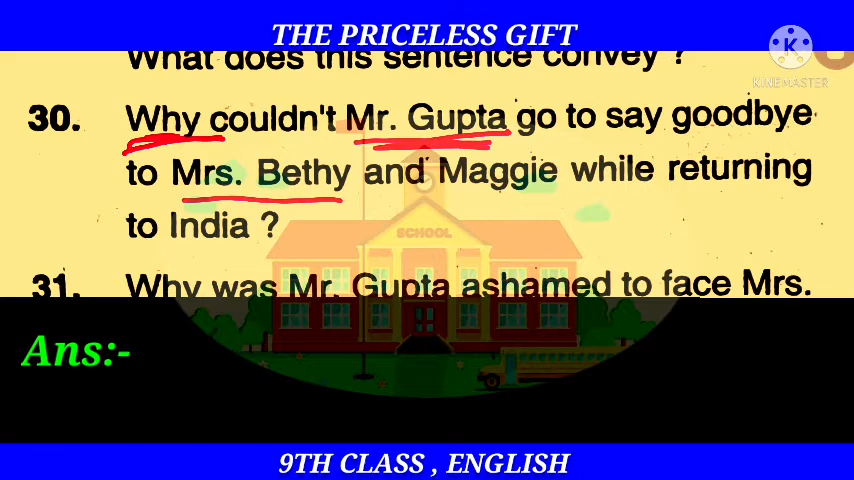 THE PRICELESS GIFT
What does this sentence convey ?
KINEMASTER
30. Why couldn't Mr. Gupta go to say goodbye
to Mrs. Bethy and Maggie while returning
to India ?
SCHOOL
31. Why was Mr. Gupta ashamed to face Mrs.
Ans:-
9TH CLASS , ENGLISH